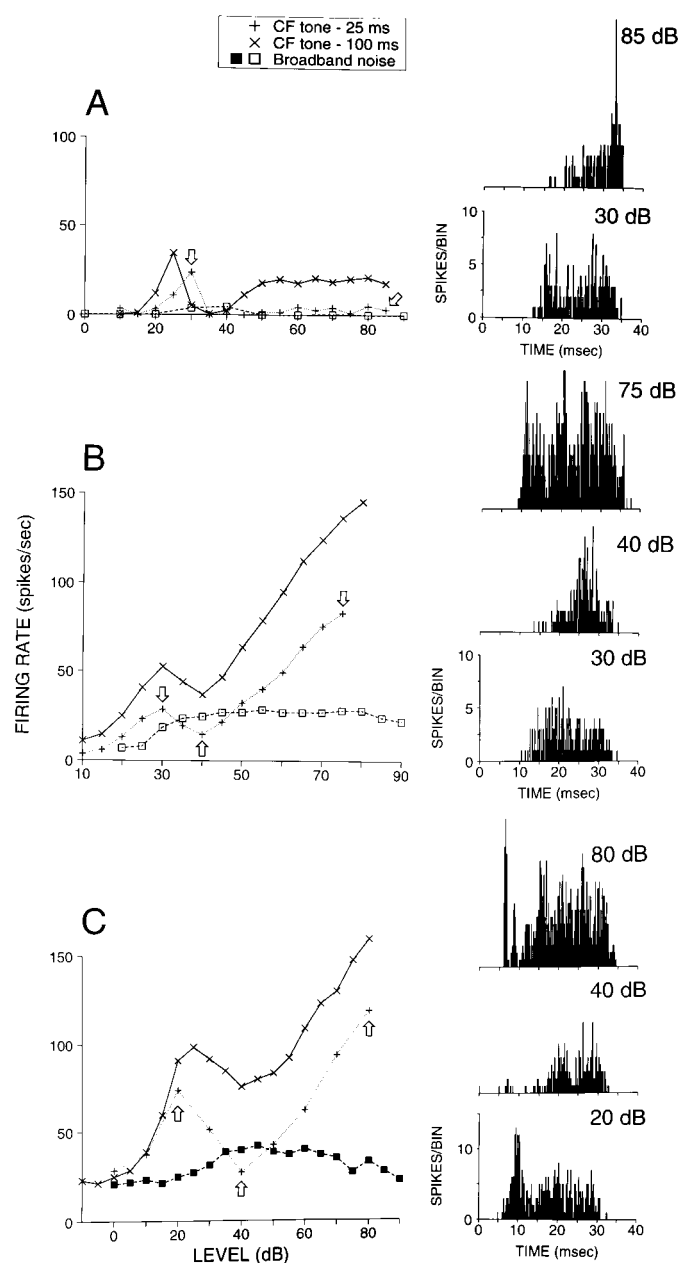 CF tone - 25 ms
CF tone - 100 ms
Broadband noise
A
100
50
0
0 20 40 60 80
85 dB
30 dB
SPIKES/BIN
10
5
0
0 10 20 30 40
TIME (msec)
B
FIRING RATE (spikes/sec)
150
100
50
0
10 30 50 70 90
75 dB
40 dB
30 dB
SPIKES/BIN
10
5
0
0 10 20 30 40
TIME (msec)
C
150
100
50
0
0 20 40 60 80
LEVEL (dB)
80 dB
40 dB
20 dB
SPIKES/BIN
10
0
0 10 20 30 40
TIME (msec)